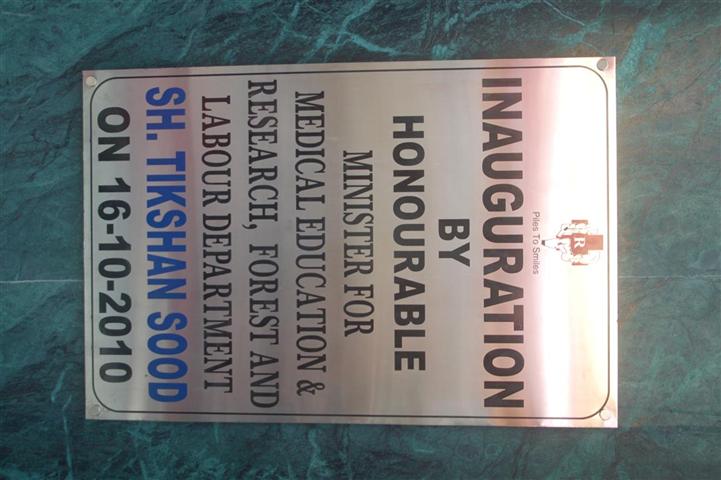 R
Piles To Smiles
INAUGURATION
BY
HONOURABLE
MINISTER FOR
MEDICAL EDUCATION &
RESEARCH, FOREST AND
LABOUR DEPARTMENT
SH. TIKSHAN SOOD
ON 16-10-2010